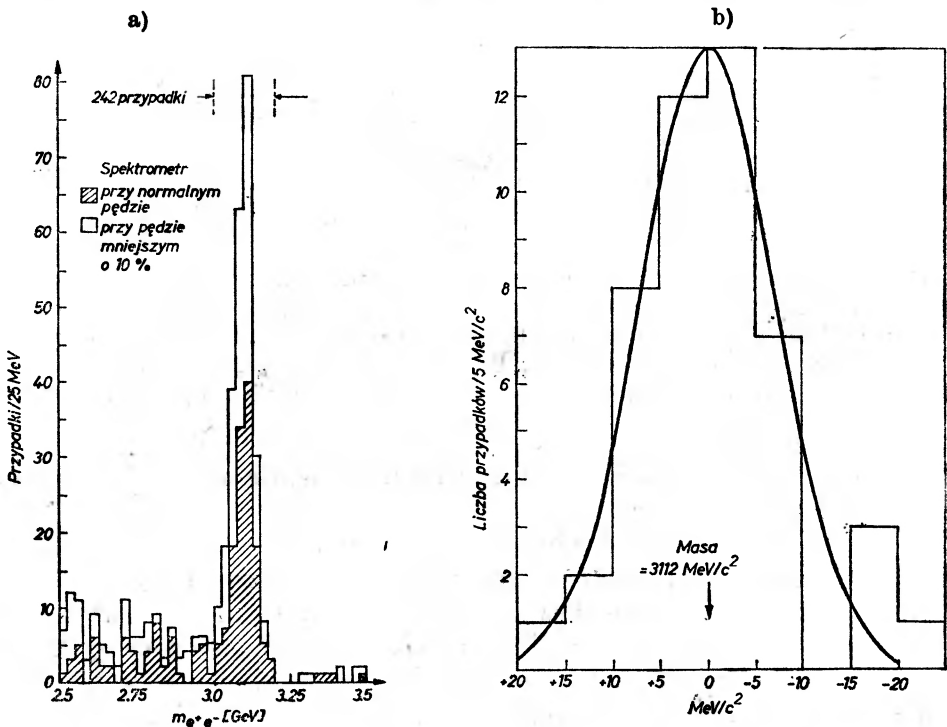 a)
80
70
60
50
40
30
20
10
0
Przypadki/25 MeV
242 przypadki
Spektrometr
przy normalnym
pędzie
przy pędzie
mniejszym
o 10 %
2.5 2.75 3.0 3.25 3.5
m e⁺e⁻ [GeV]
b)
12
10
8
6
4
2
Liczba przypadków/5 MeV/c²
Masa
=3112 MeV/c²
+20 +15 +10 +5 0 -5 -10 -15 -20
MeV/c²